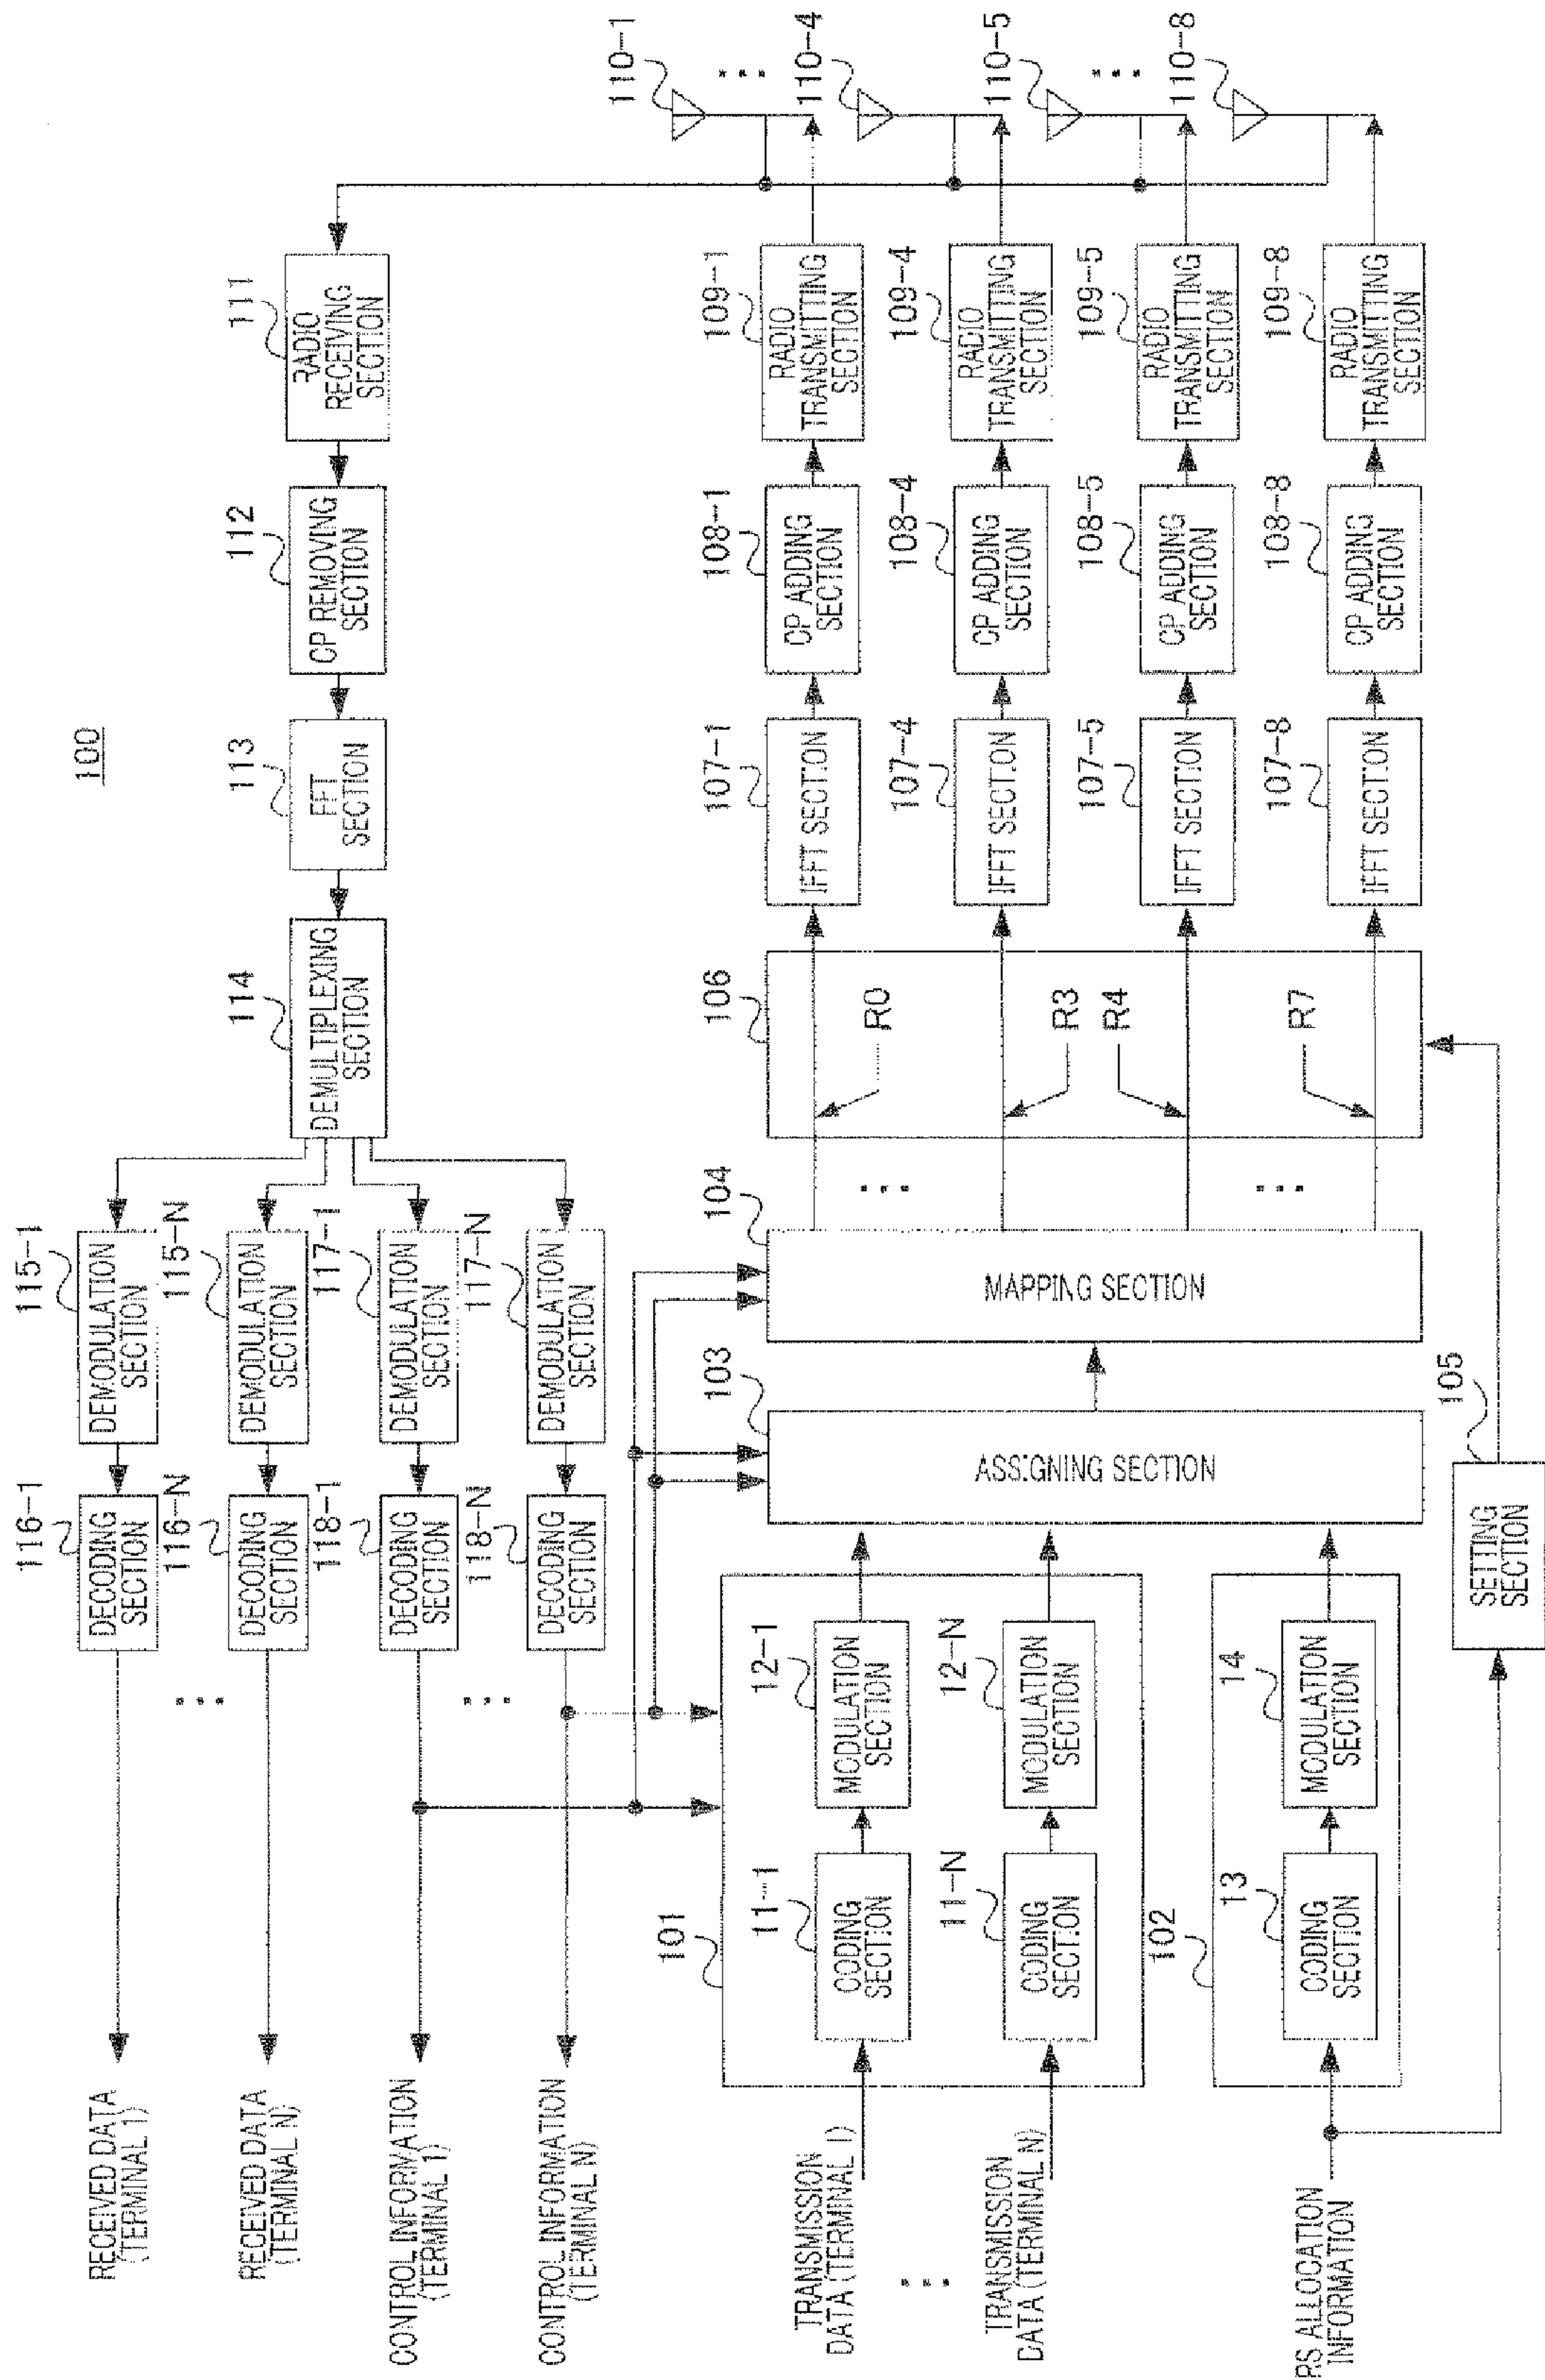 100
RECEIVED DATA
(TERMINAL 1)
116-1
DECODING
SECTION
115-1
DEMODULATION
SECTION
RECEIVED DATA
(TERMINAL N)
116-N
DECODING
SECTION
115-N
DEMODULATION
SECTION
CONTROL INFORMATION
(TERMINAL 1)
118-1
DECODING
SECTION
117-1
DEMODULATION
SECTION
CONTROL INFORMATION
(TERMINAL N)
118-N
DECODING
SECTION
117-N
DEMODULATION
SECTION
114
DEMULTIPLEXING
SECTION
113
FFT
SECTION
112
CP REMOVING
SECTION
111
RADIO
RECEIVING
SECTION
101
TRANSMISSION
DATA (TERMINAL 1)
11-1
CODING
SECTION
12-1
MODULATION
SECTION
TRANSMISSION
DATA (TERMINAL N)
11-N
CODING
SECTION
12-N
MODULATION
SECTION
102
RS ALLOCATION
INFORMATION
13
CODING
SECTION
14
MODULATION
SECTION
105
SETTING
SECTION
103
ASSIGNING SECTION
104
MAPPING SECTION
106
R0
R3
R4
R7
107-1
IFFT SECTION
108-1
CP ADDING
SECTION
109-1
RADIO
TRANSMITTING
SECTION
110-1
107-4
IFFT SECTION
108-4
CP ADDING
SECTION
109-4
RADIO
TRANSMITTING
SECTION
110-4
107-5
IFFT SECTION
108-5
CP ADDING
SECTION
109-5
RADIO
TRANSMITTING
SECTION
110-5
107-8
IFFT SECTION
108-8
CP ADDING
SECTION
109-8
RADIO
TRANSMITTING
SECTION
110-8